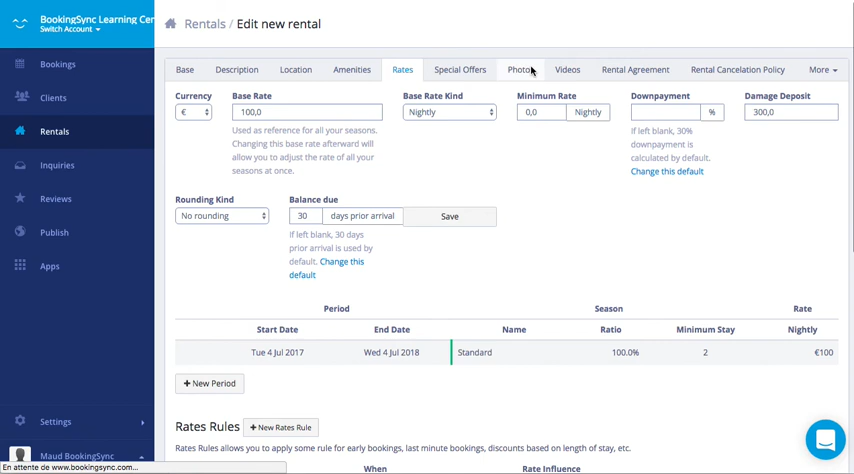 BookingSync Learning Cer
Switch Account
Bookings
Clients
Rentals
Inquiries
Reviews
Publish
Apps
Settings
Maud BookingSync
En attente de www.bookingsync.com...
Rentals / Edit new rental
Base Description Location Amenities Rates Special Offers Photos Videos Rental Agreement Rental Cancelation Policy More
Currency Base Rate Base Rate Kind Minimum Rate Downpayment Damage Deposit
€ 100,0 Nightly 0,0 Nightly % 300,0
Used as reference for all your seasons.
Changing this base rate afterward will
allow you to adjust the rate of all your
seasons at once.
If left blank, 30%
downpayment is
calculated by default.
Change this default
Rounding Kind Balance due
No rounding 30 days prior arrival Save
If left blank, 30 days
prior arrival is used by
default. Change this
default
Period Season Rate
Start Date End Date Name Ratio Minimum Stay Nightly
Tue 4 Jul 2017 Wed 4 Jul 2018 Standard 100.0% 2 €100
+ New Period
Rates Rules + New Rates Rule
Rates Rules allows you to apply some rule for early bookings, last minute bookings, discounts based on length of stay, etc.
When Rate Influence